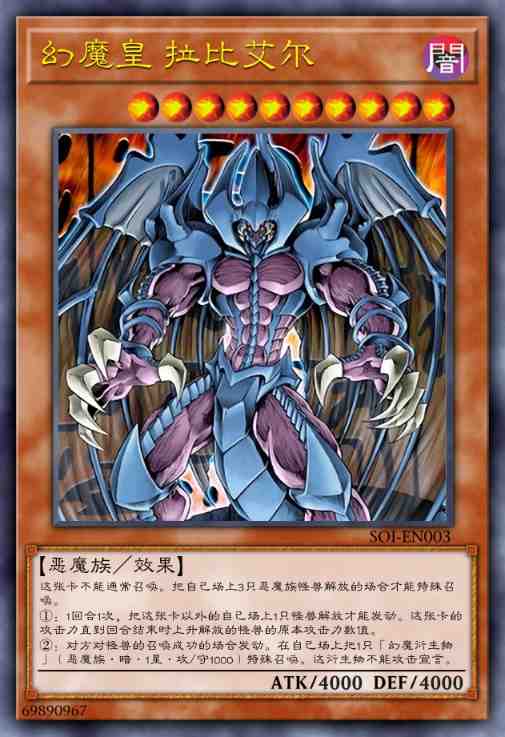 幻魔皇 拉比艾尔
闇
SOI-EN003
【恶魔族／效果】
这张卡不能通常召唤。把自己场上3只恶魔族怪兽解放的场合才能特殊召
唤。
①：1回合1次，把这张卡以外的自己场上1只怪兽解放才能发动。这张卡的
攻击力直到回合结束时上升解放的怪兽的原本攻击力数值。
②：对方对怪兽的召唤成功的场合发动。在自己场上把1只「幻魔衍生物
」（恶魔族·暗·1星·攻/守1000）特殊召唤。这衍生物不能攻击宣言。
ATK/4000 DEF/4000
69890967